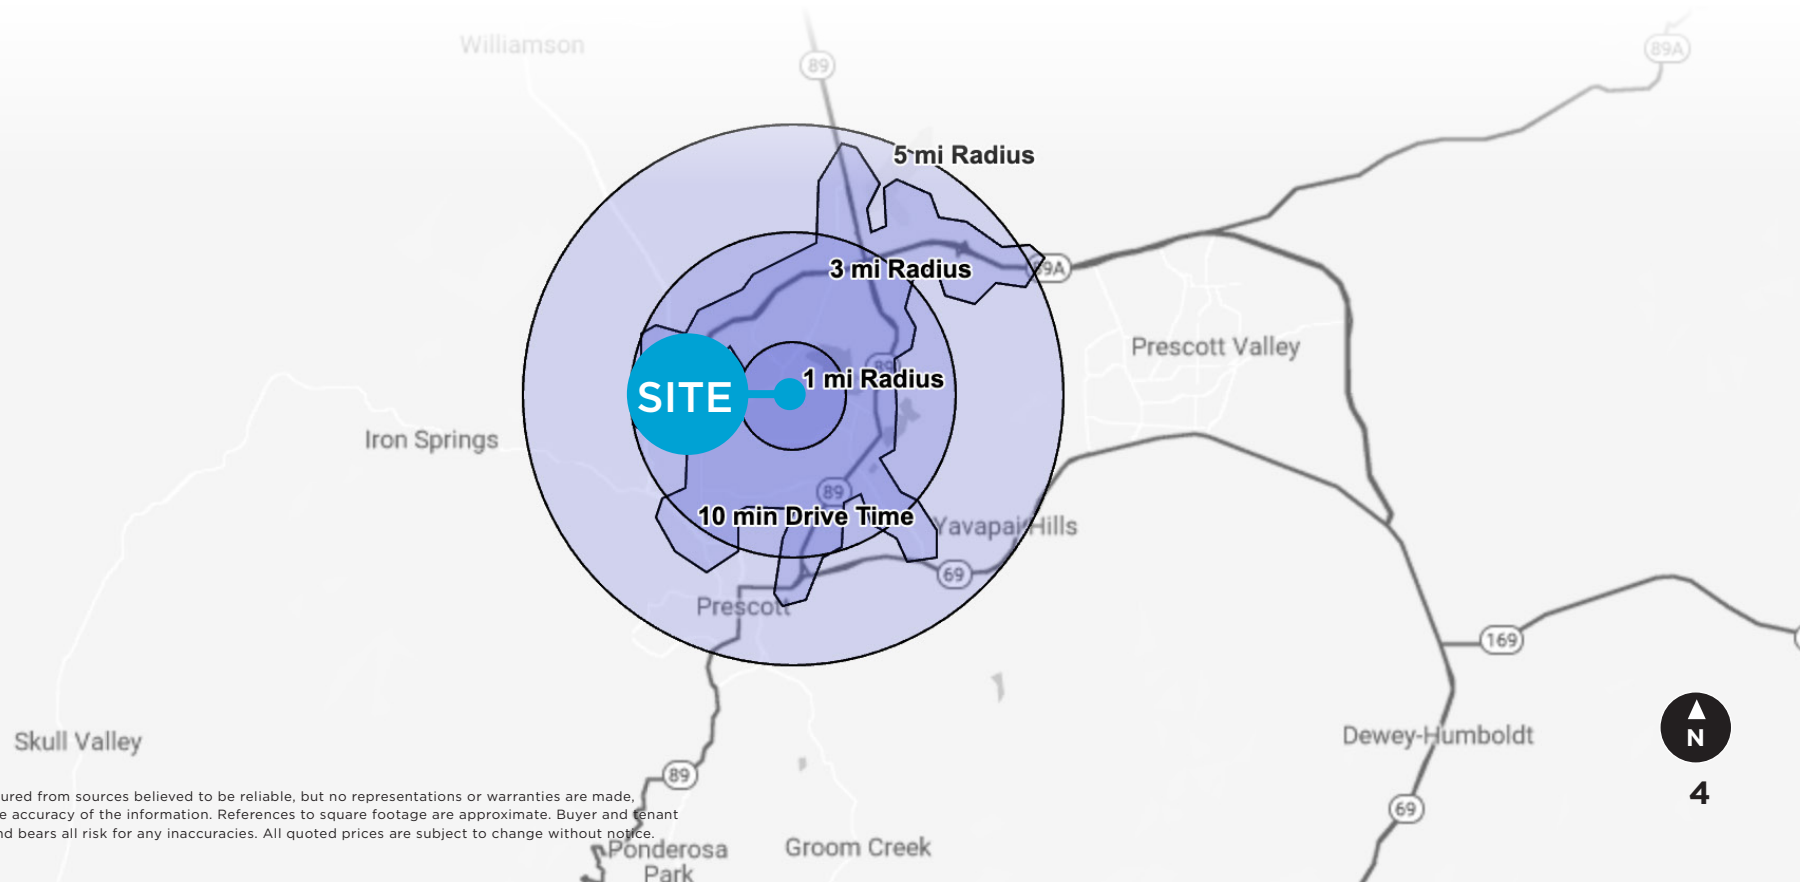 Williamson
89
89A
5 mi Radius
3 mi Radius
89A
Prescott Valley
89
1 mi Radius
SITE
Iron Springs
89
10 min Drive Time
Yavapai Hills
69
Prescott
169
Skull Valley
Dewey-Humboldt
N
89
4
ured from sources believed to be reliable, but no representations or warranties are made,
e accuracy of the information. References to square footage are approximate. Buyer and tenant
nd bears all risk for any inaccuracies. All quoted prices are subject to change without notice.
69
Ponderosa
Park
Groom Creek